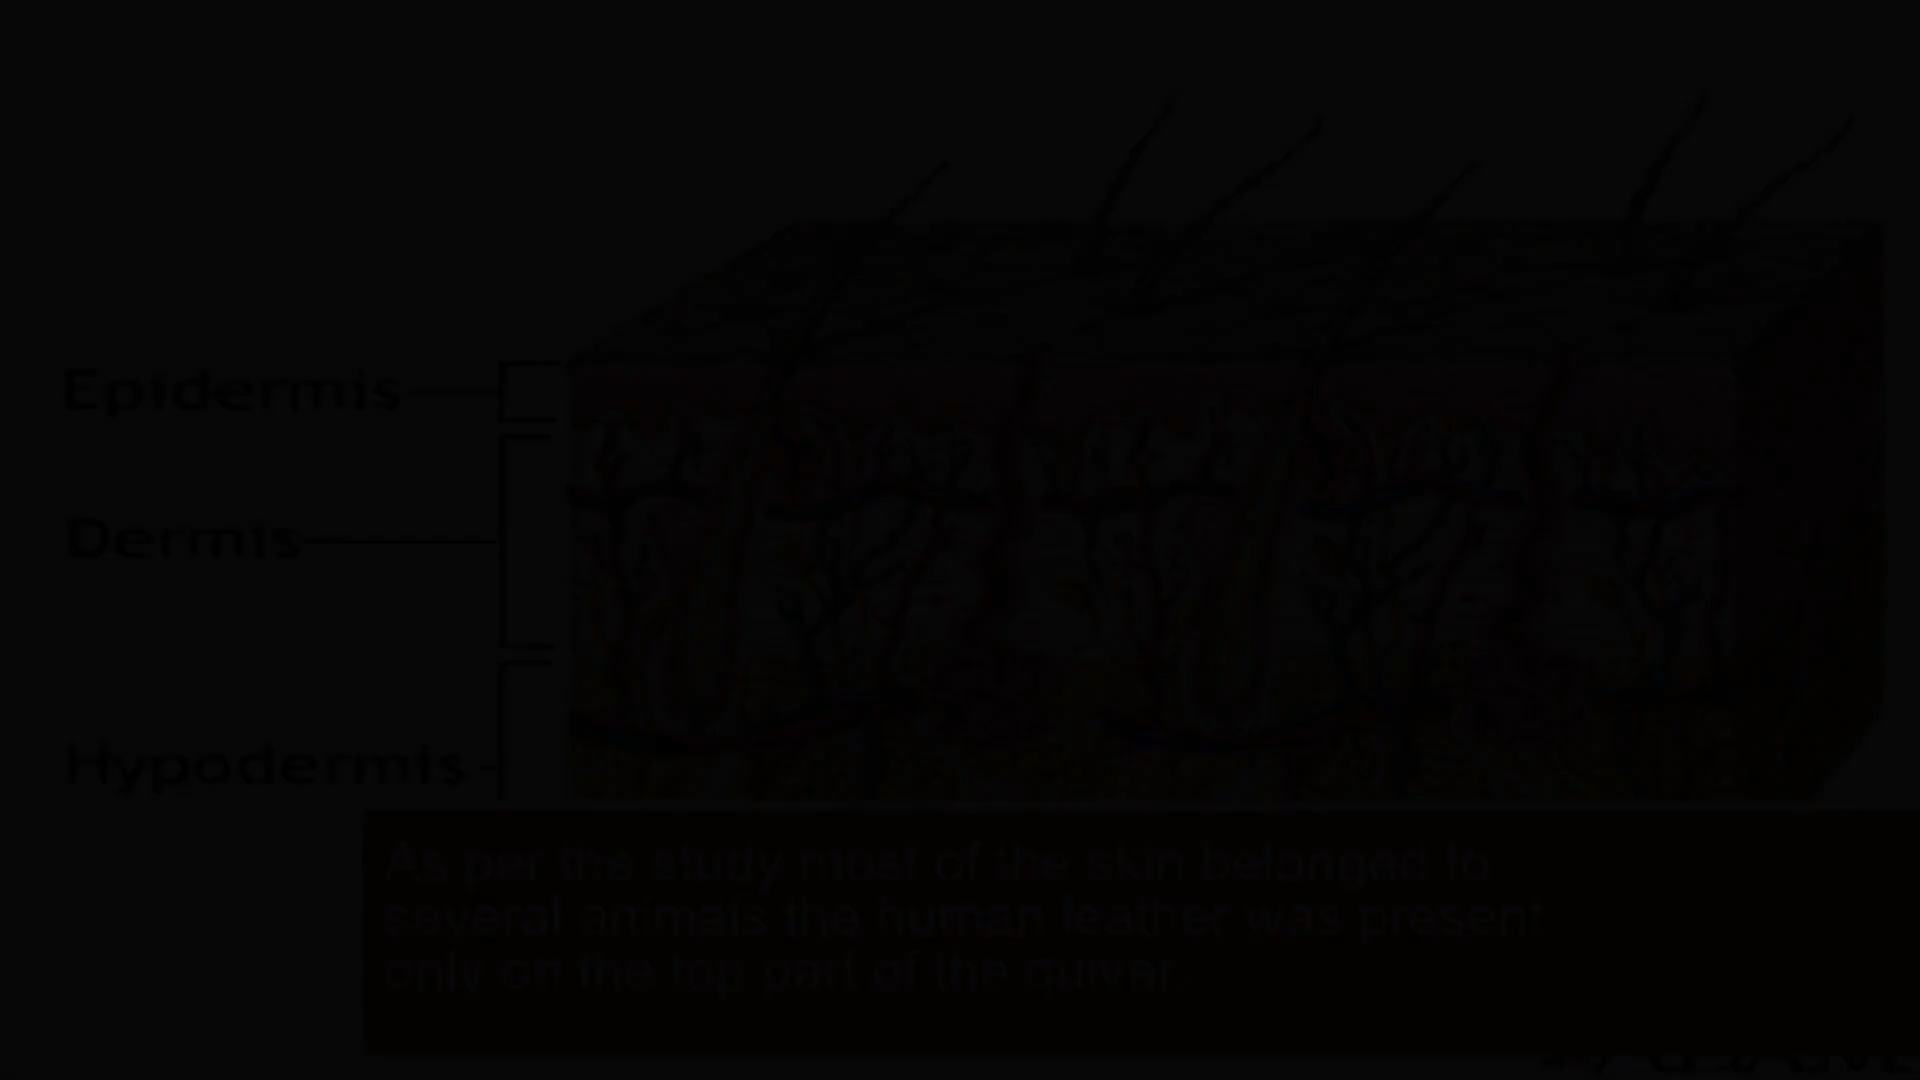 Epidermis
Dermis
Hypodermis
As per the study most of the skin belonged to
several animals the human leather was present
only on the top part of the quiver